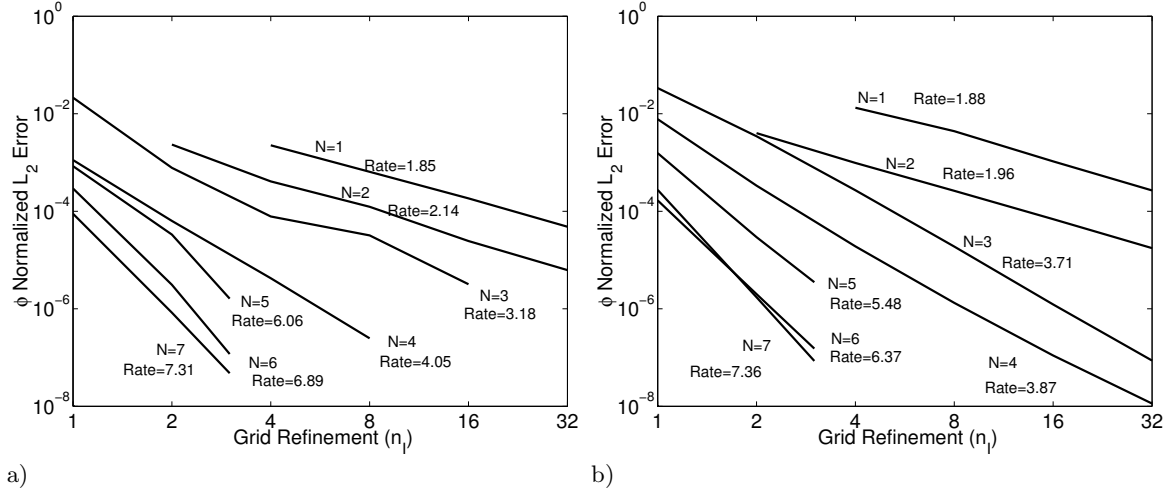 10^0
10^-2
10^-4
10^-6
10^-8
φ Normalized L_2 Error
1
2
4
8
16
32
Grid Refinement (n_I)
N=1
Rate=1.85
N=2
Rate=2.14
N=3
Rate=3.18
N=4
Rate=4.05
N=5
Rate=6.06
N=6
Rate=6.89
N=7
Rate=7.31
a)
10^0
10^-2
10^-4
10^-6
10^-8
φ Normalized L_2 Error
1
2
4
8
16
32
Grid Refinement (n_I)
N=1
Rate=1.88
N=2
Rate=1.96
N=3
Rate=3.71
N=4
Rate=3.87
N=5
Rate=5.48
N=6
Rate=6.37
N=7
Rate=7.36
b)